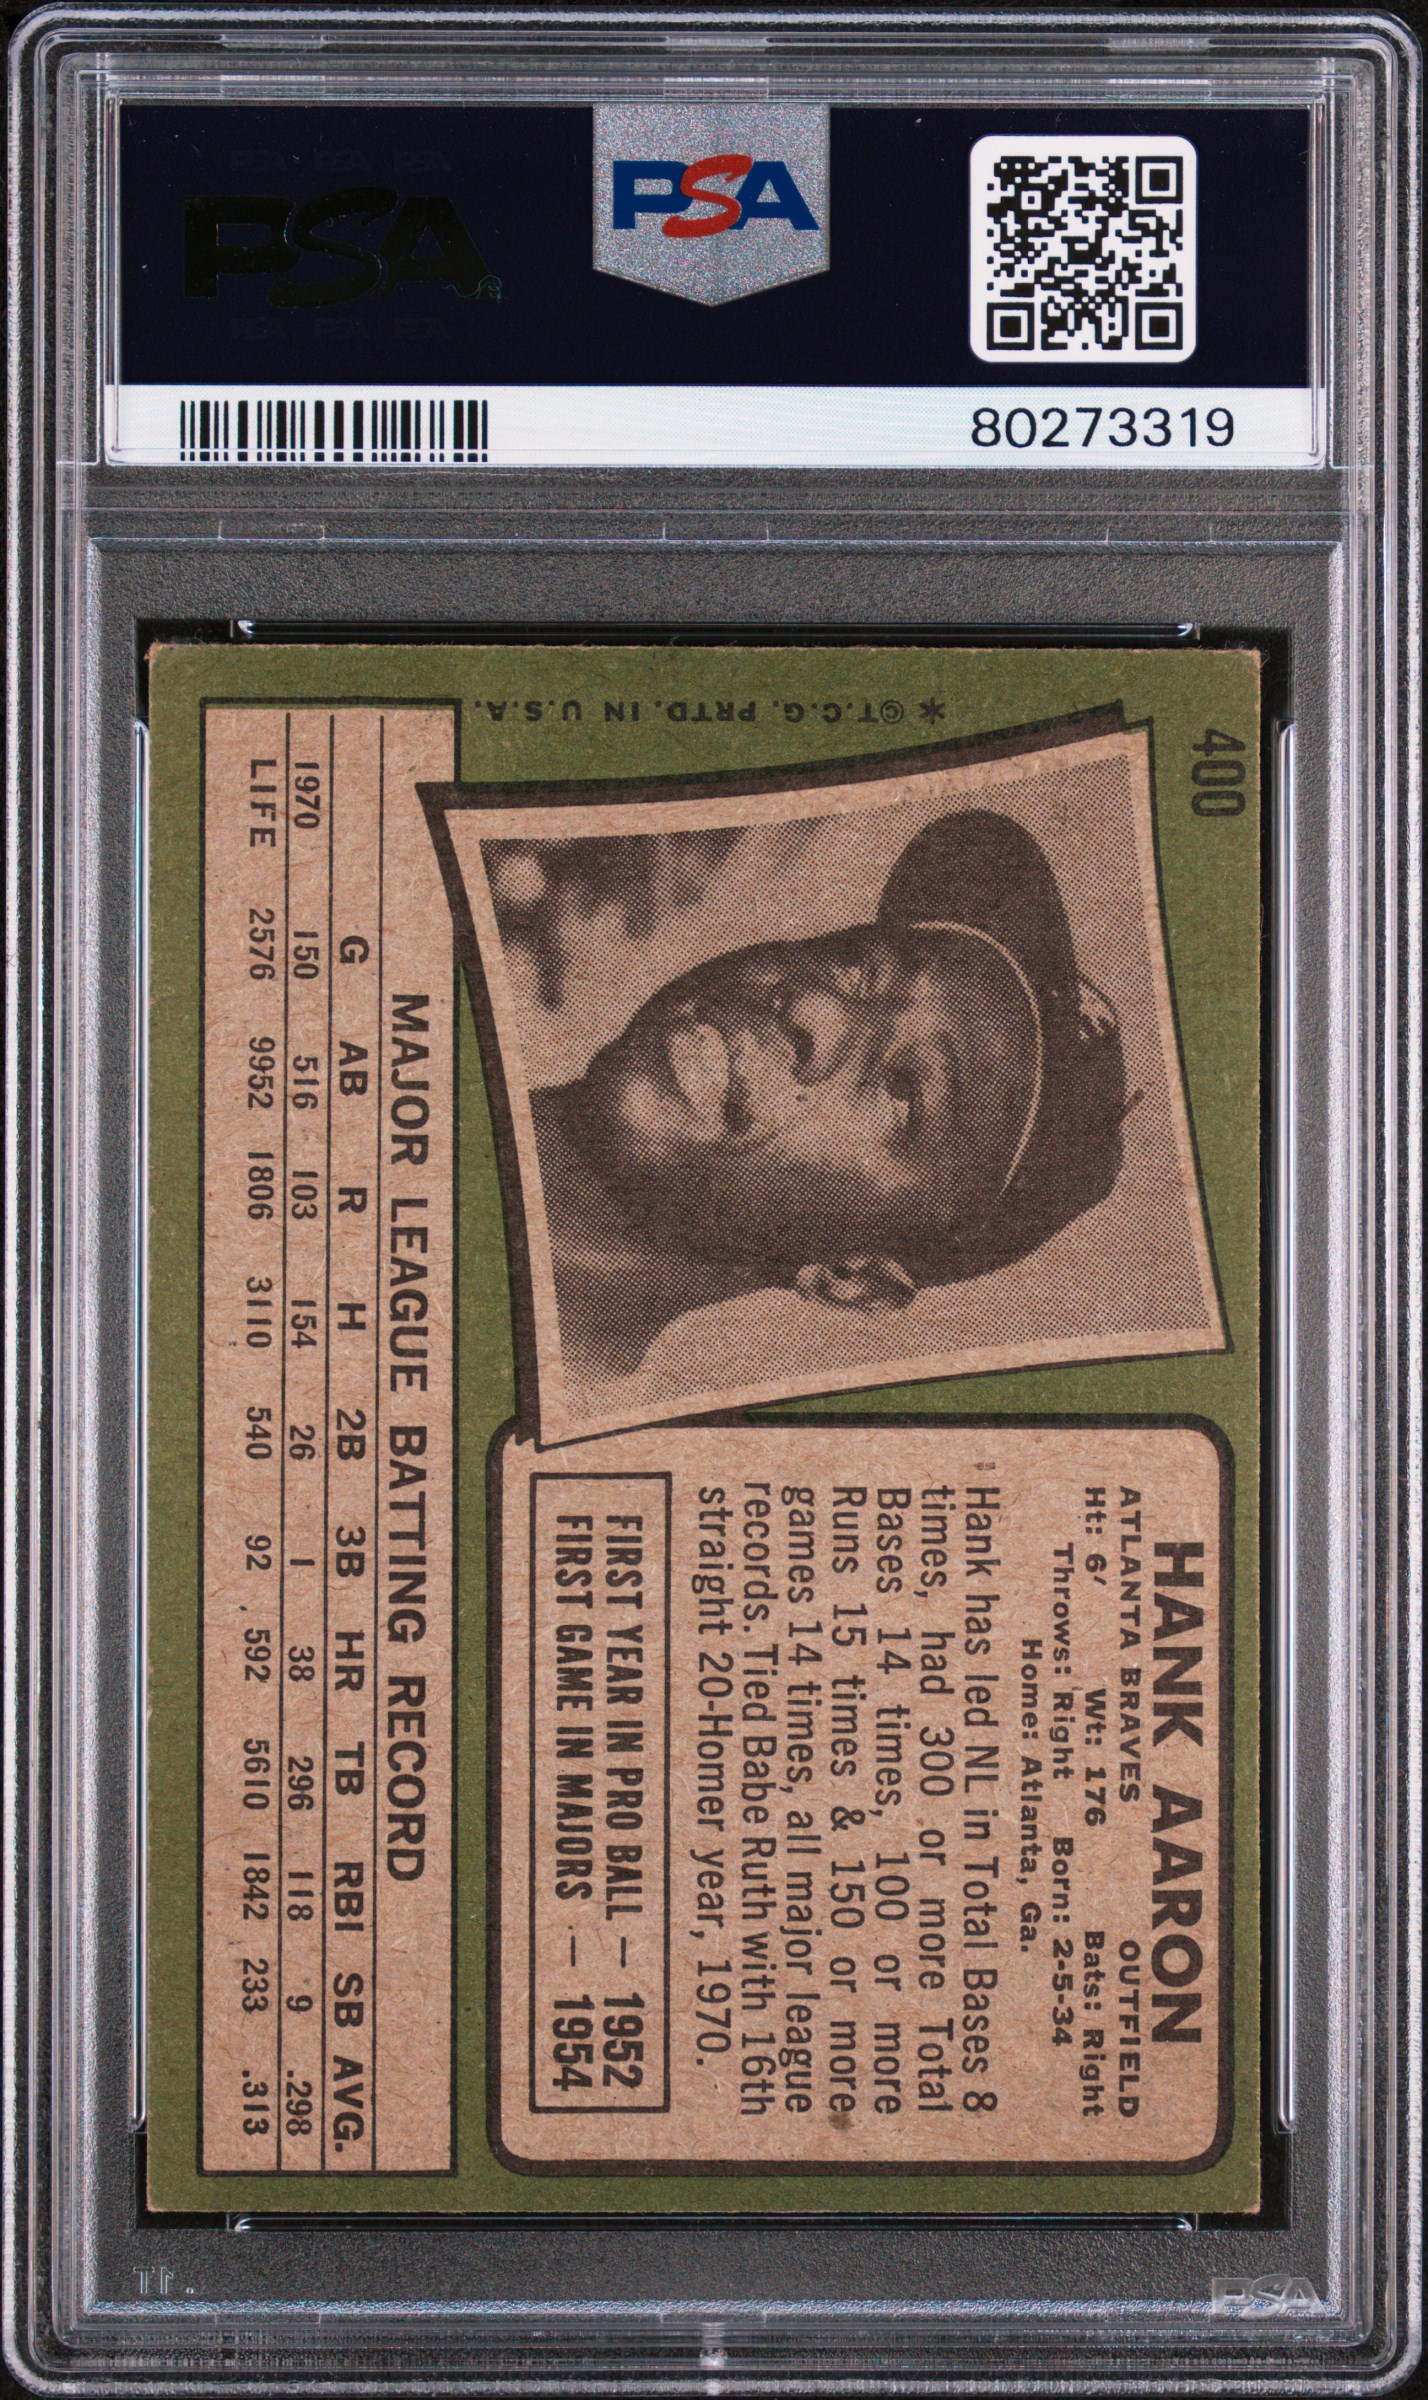 PSA
PSA
80273319
400
*©T.C.G. PRTD. IN U.S.A.
HANK AARON
ATLANTA BRAVES OUTFIELD
Ht: 6' Wt: 176 Bats: Right
Throws: Right Born: 2-5-34
Home: Atlanta, Ga.
Hank has led NL in Total Bases 8
times, had 300 or more Total
Bases 14 times, 100 or more
Runs 15 times & 150 or more
games 14 times, all major league
records. Tied Babe Ruth with 16th
straight 20-Homer year, 1970.
FIRST YEAR IN PRO BALL — 1952
FIRST GAME IN MAJORS — 1954
MAJOR LEAGUE BATTING RECORD
G AB R H 2B 3B HR TB RBI SB AVG.
1970 150 516 103 154 26 1 38 296 118 9 .298
LIFE 2576 9952 1806 3110 540 92 592 5610 1842 233 .313
PSA